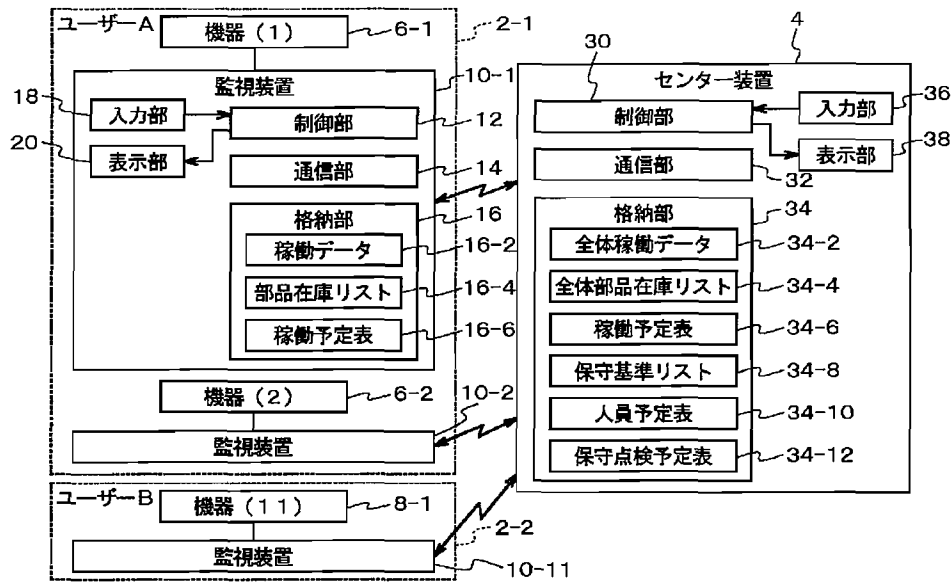 ユーザーA
機器（1）
6-1
2-1
監視装置
10-1
18
入力部
制御部
12
20
表示部
通信部
14
格納部
16
稼働データ
16-2
部品在庫リスト
16-4
稼働予定表
16-6
機器（2）
6-2
10-2
監視装置
ユーザーB
機器（11）
8-1
2-2
監視装置
10-11
4
センター装置
30
制御部
入力部
36
表示部
38
通信部
32
格納部
34
全体稼働データ
34-2
全体部品在庫リスト
34-4
稼働予定表
34-6
保守基準リスト
34-8
人員予定表
34-10
保守点検予定表
34-12